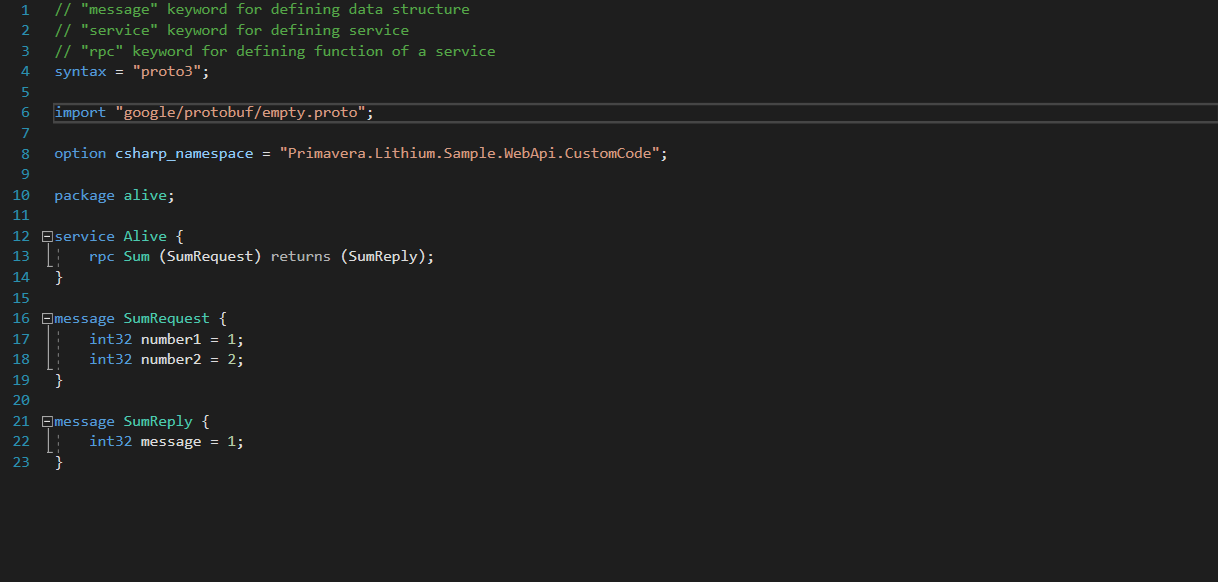 1 // "message" keyword for defining data structure
2 // "service" keyword for defining service
3 // "rpc" keyword for defining function of a service
4 syntax = "proto3";
5
6 import "google/protobuf/empty.proto";
7
8 option csharp_namespace = "Primavera.Lithium.Sample.WebApi.CustomCode";
9
10 package alive;
11
12 service Alive {
13     rpc Sum (SumRequest) returns (SumReply);
14 }
15
16 message SumRequest {
17     int32 number1 = 1;
18     int32 number2 = 2;
19 }
20
21 message SumReply {
22     int32 message = 1;
23 }